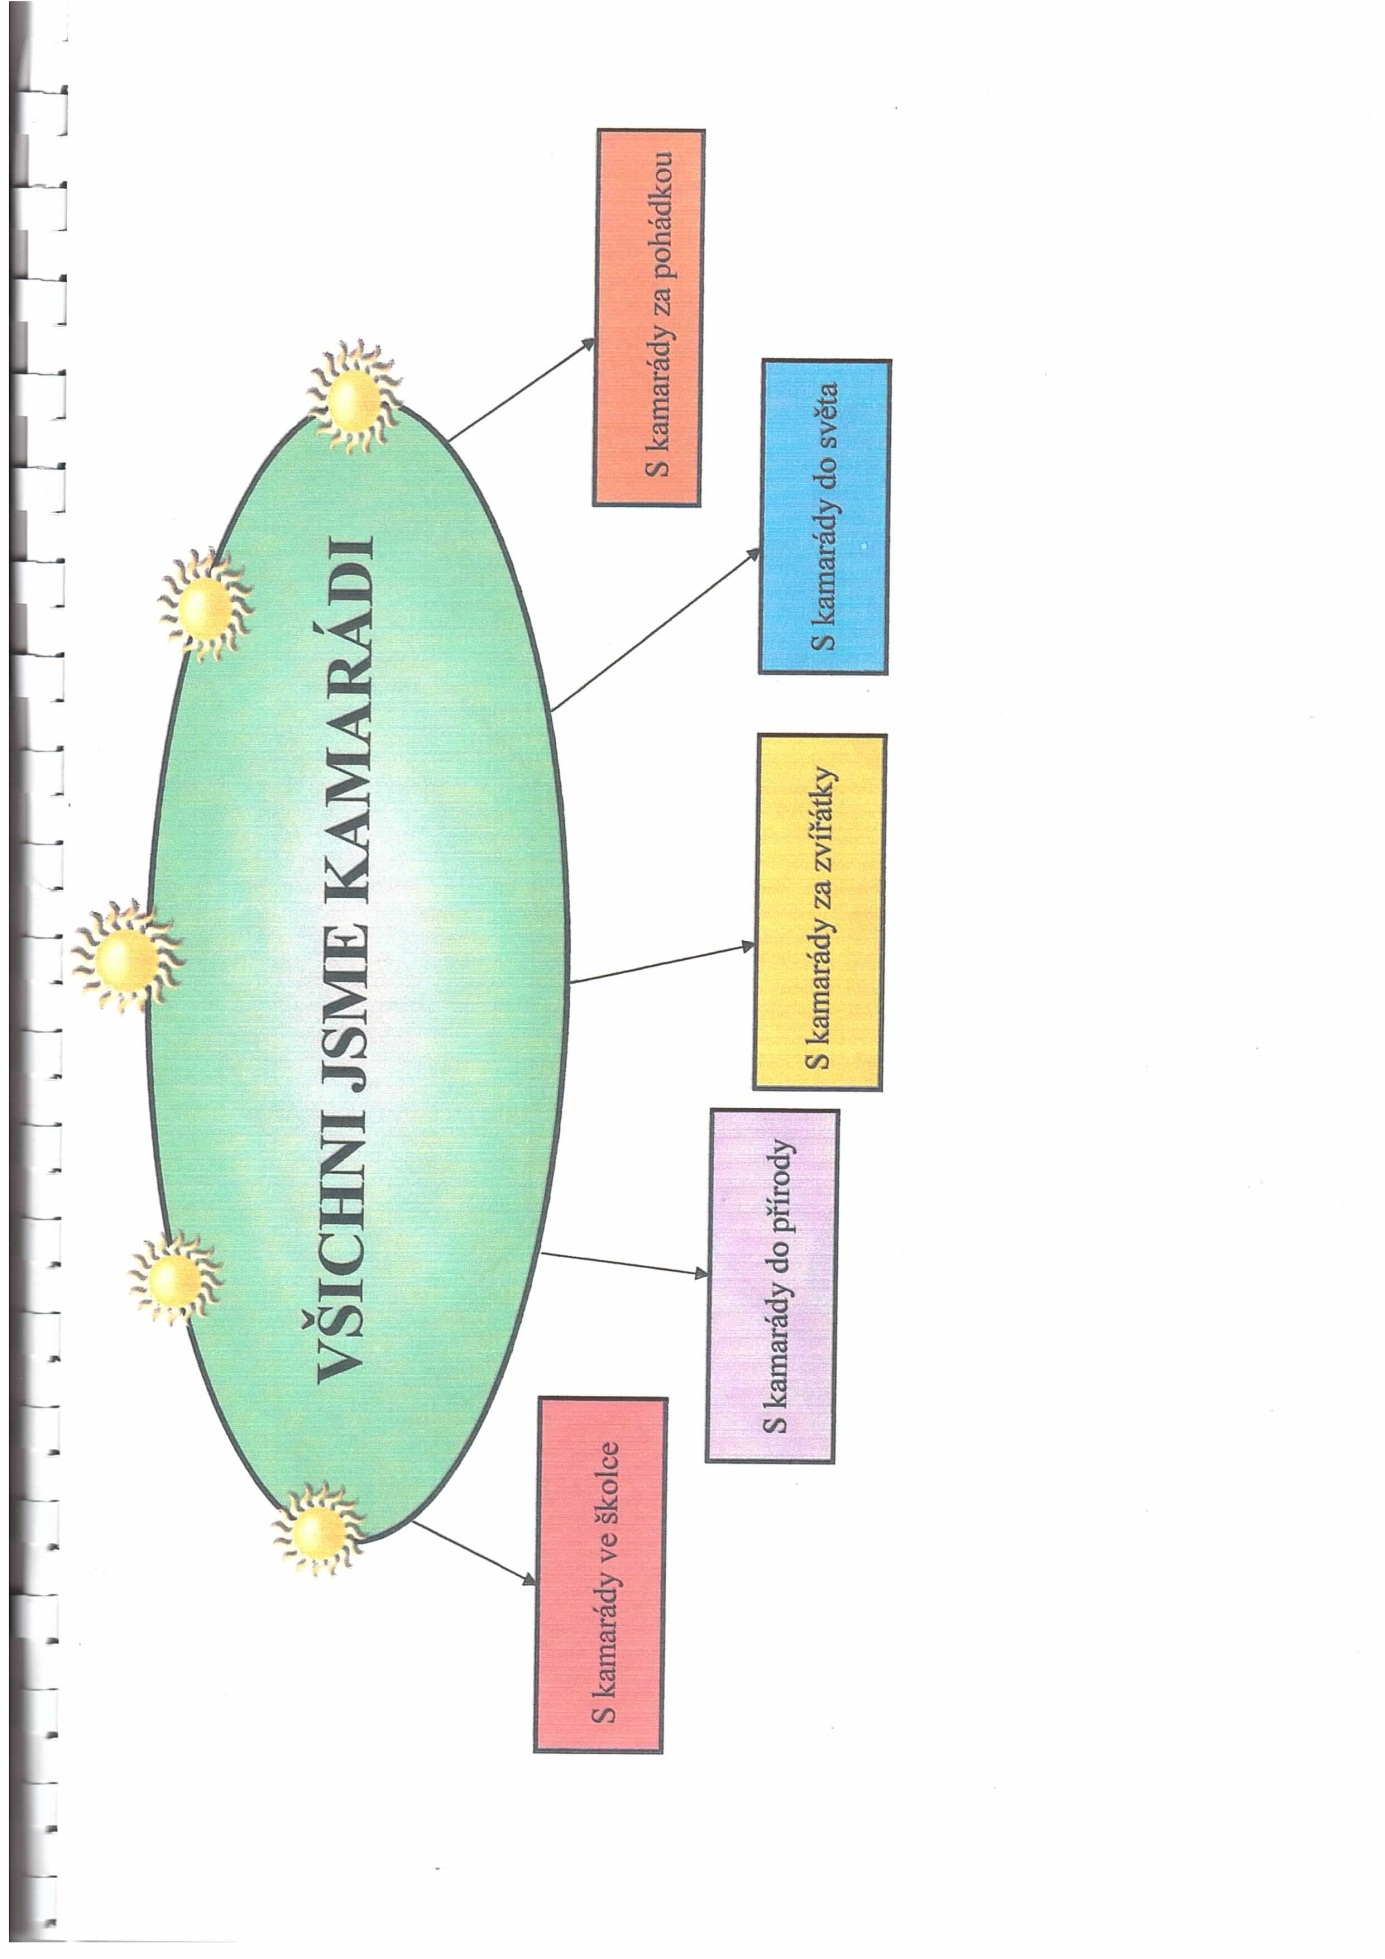 VŠICHNI JSME KAMARÁDI
S kamarády ve školce
S kamarády do přírody
S kamarády za zvířátky
S kamarády do světa
S kamarády za pohádkou